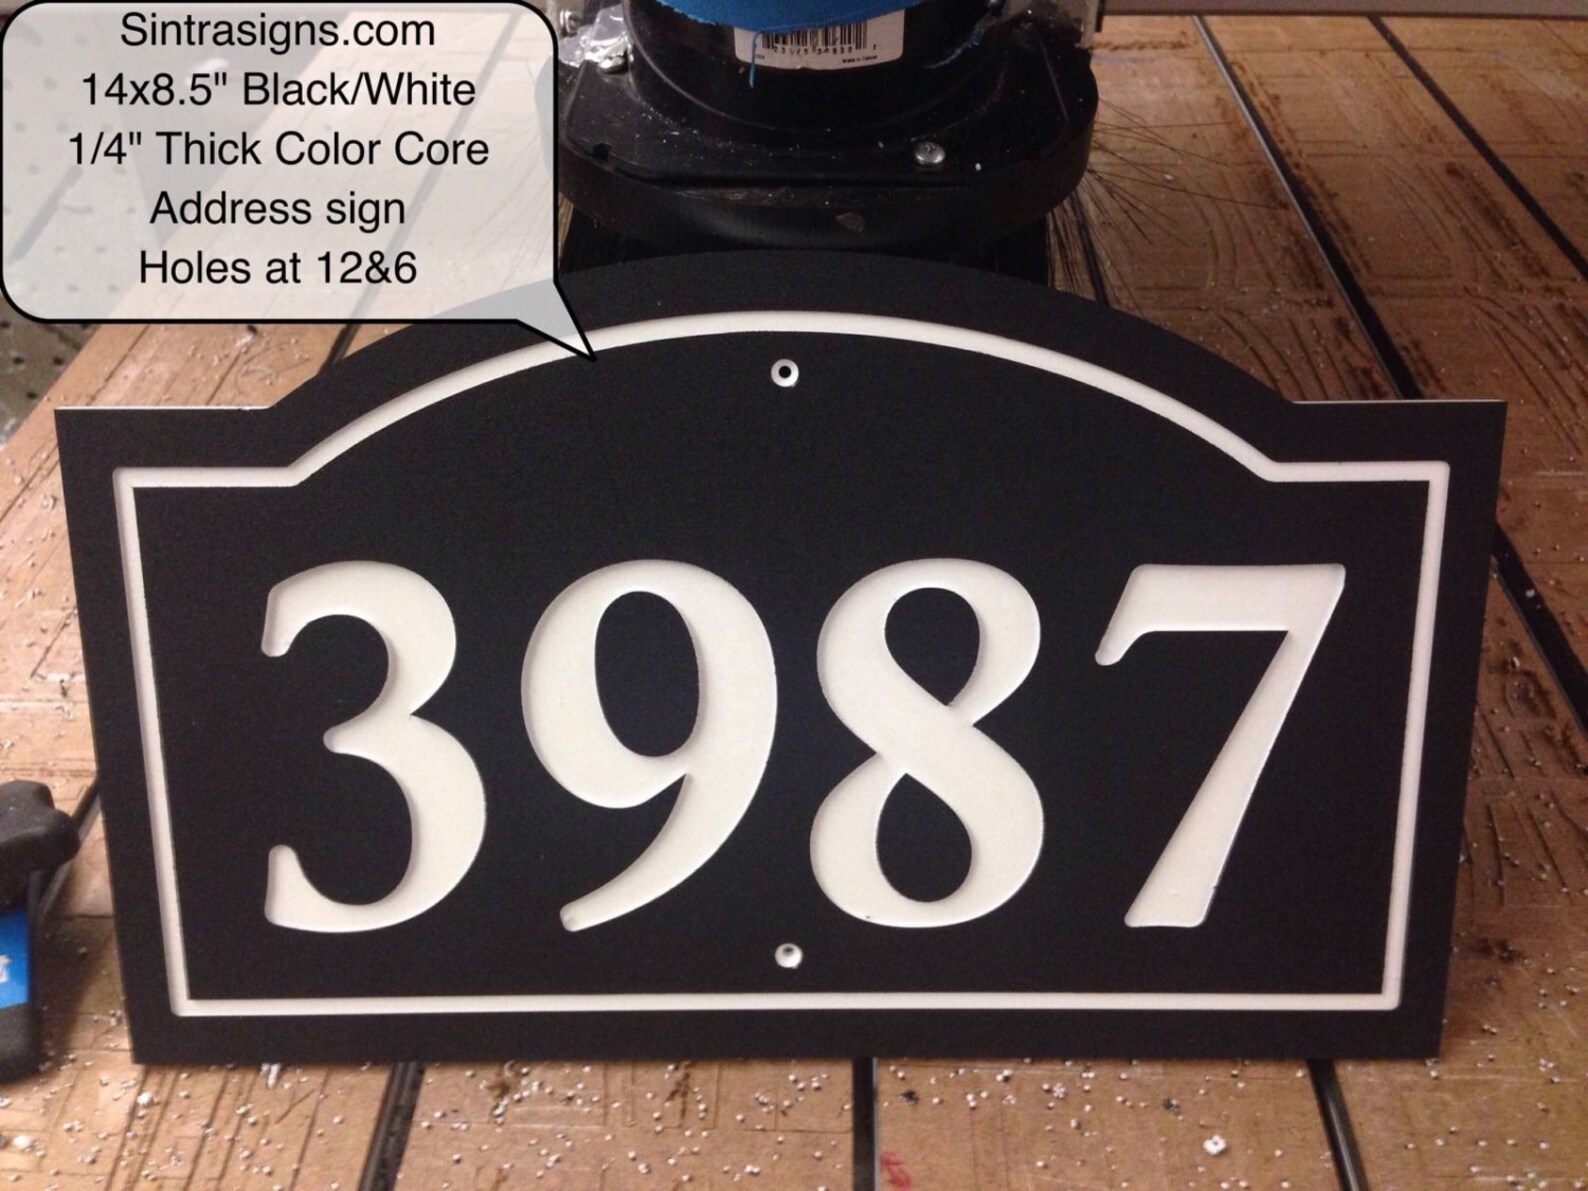 Sintrasigns.com
14x8.5" Black/White
1/4" Thick Color Core
Address sign
Holes at 12&6
3987